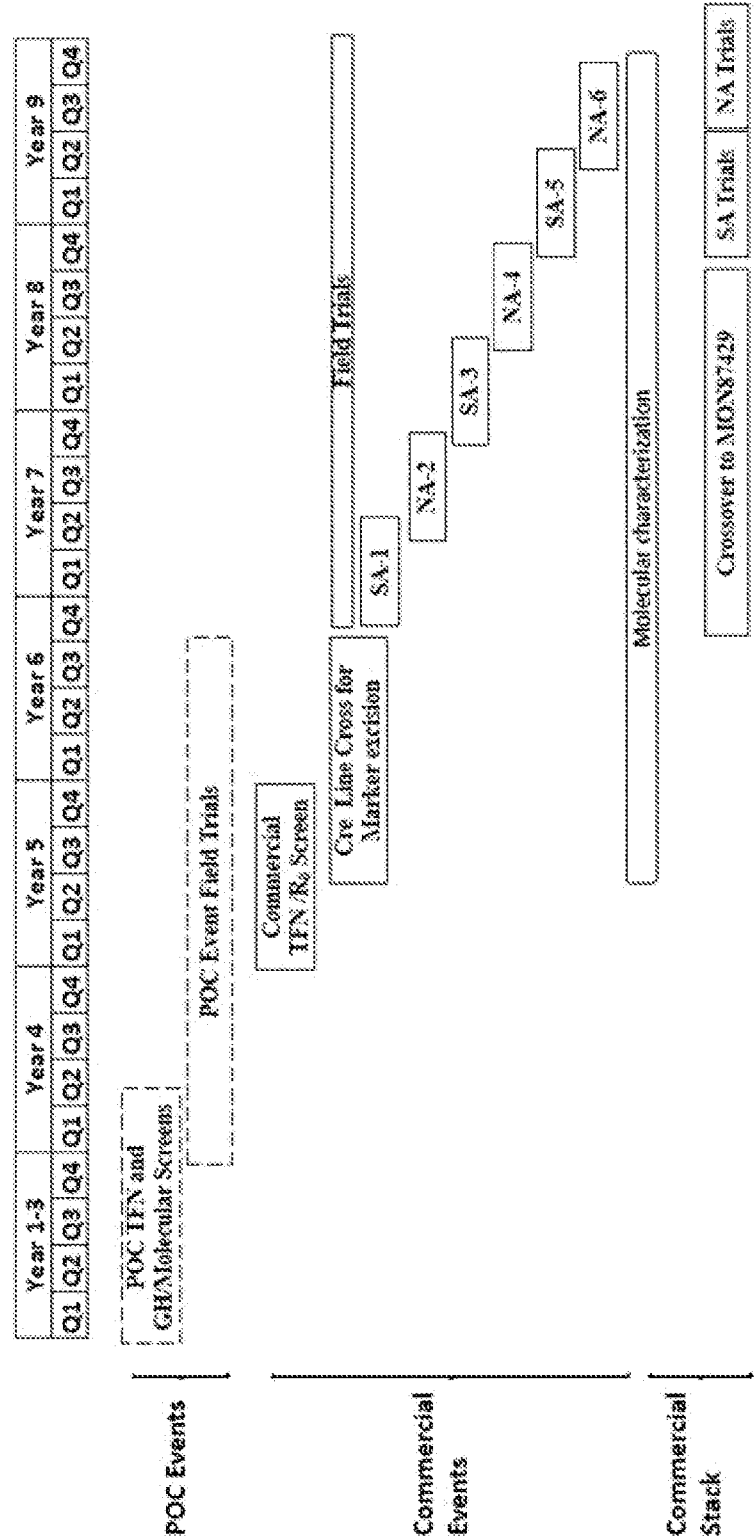 Year 1-3 Year 4 Year 5 Year 6 Year 7 Year 8 Year 9
Q1 Q2 Q3 Q4 Q1 Q2 Q3 Q4 Q1 Q2 Q3 Q4 Q1 Q2 Q3 Q4 Q1 Q2 Q3 Q4 Q1 Q2 Q3 Q4 Q1 Q2 Q3 Q4
POC Events
POC TFN and
GH/Molecular Screens
POC Event Field Trials
Commercial
Events
Commercial
TFN /R₀ Screen
Cre Line Cross for
Marker excision
Field Trials
SA-1
NA-2
SA-3
NA-4
SA-5
NA-6
Molecular characterization
Commercial
Stack
Crossover to MON87429
SA Trials
NA Trials